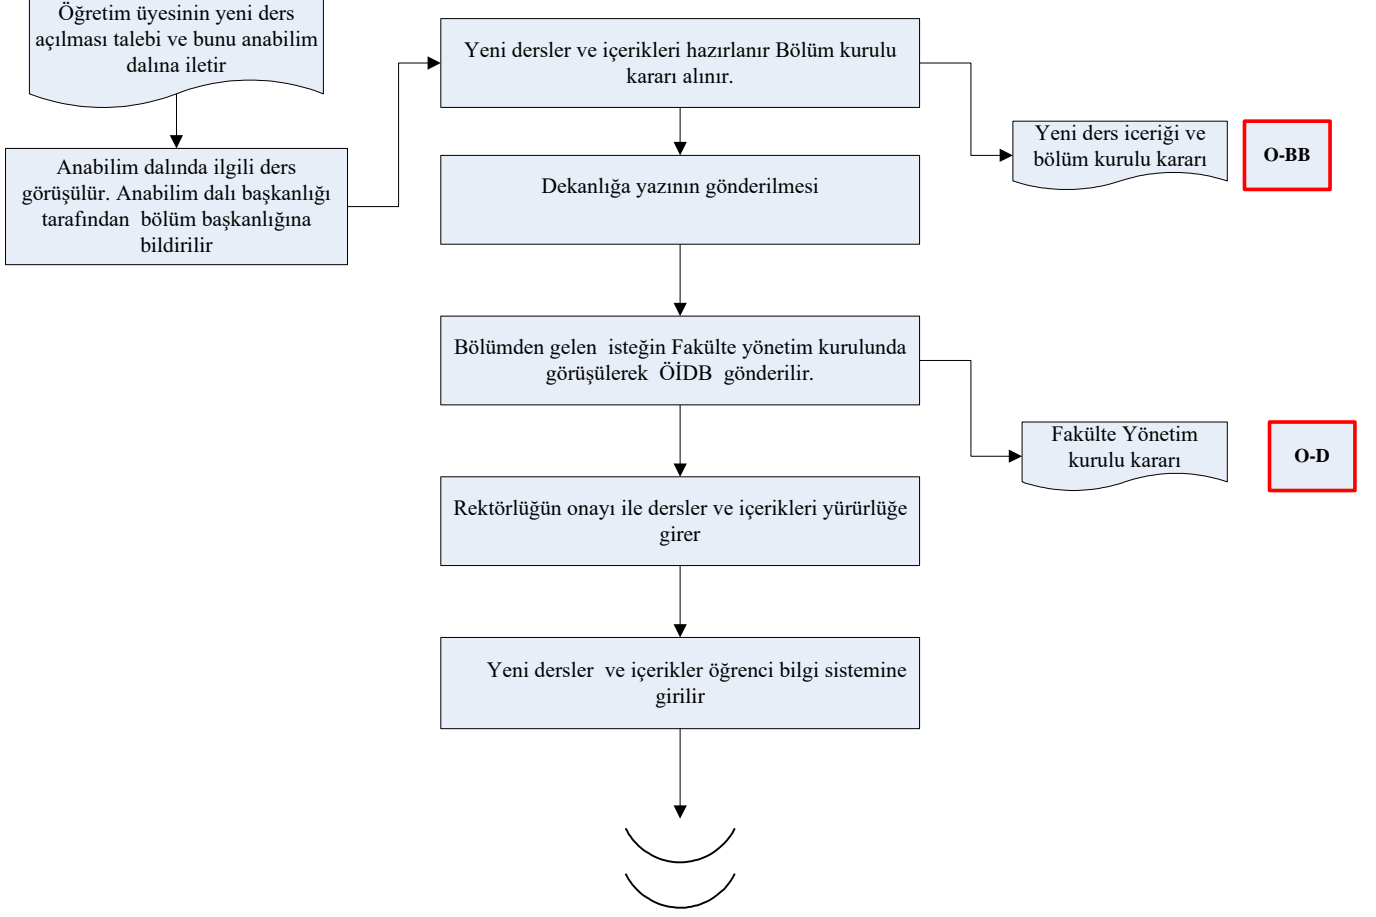 Öğretim üyesinin yeni ders
açılması talebi ve bunu anabilim
dalına iletir
Anabilim dalında ilgili ders
görüşülür. Anabilim dalı başkanlığı
tarafından  bölüm başkanlığına
bildirilir
Yeni dersler ve içerikleri hazırlanır Bölüm kurulu
kararı alınır.
Yeni ders iceriği ve
bölüm kurulu kararı
O-BB
Dekanlığa yazının gönderilmesi
Bölümden gelen  isteğin Fakülte yönetim kurulunda
görüşülerek  ÖİDB  gönderilir.
Fakülte Yönetim
kurulu kararı
O-D
Rektörlüğün onayı ile dersler ve içerikleri yürürlüğe
girer
Yeni dersler  ve içerikler öğrenci bilgi sistemine
girilir